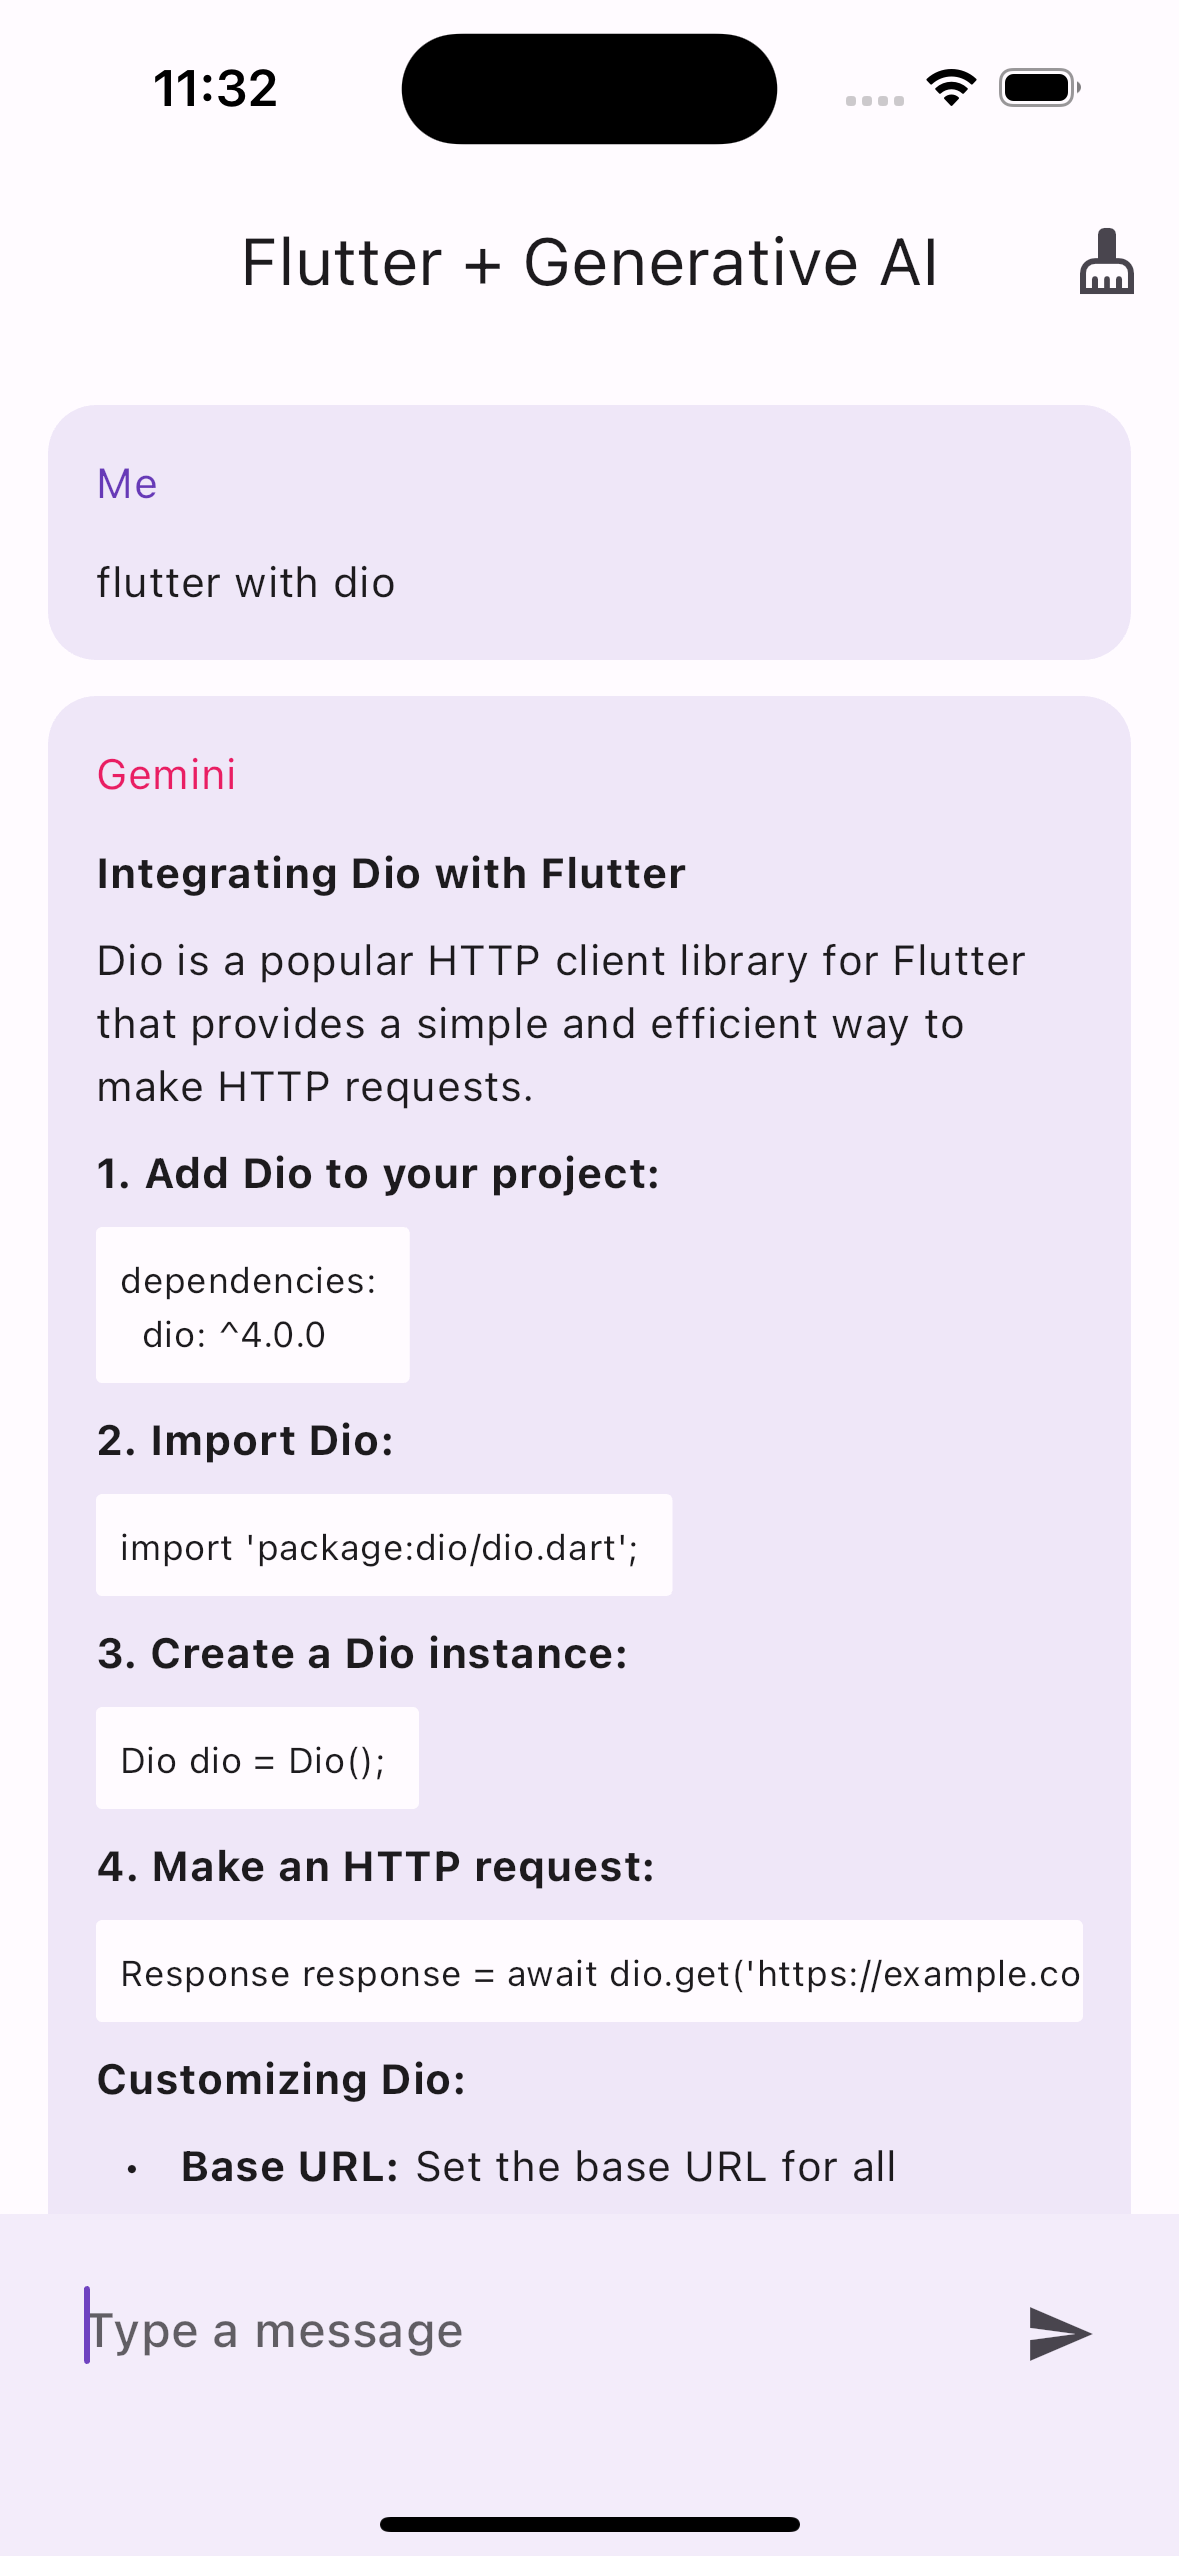 11:32
Flutter + Generative AI
Me
flutter with dio
Gemini
Integrating Dio with Flutter
Dio is a popular HTTP client library for Flutter
that provides a simple and efficient way to
make HTTP requests.
1. Add Dio to your project:
dependencies:
  dio: ^4.0.0
2. Import Dio:
import 'package:dio/dio.dart';
3. Create a Dio instance:
Dio dio = Dio();
4. Make an HTTP request:
Response response = await dio.get('https://example.co
Customizing Dio:
• Base URL: Set the base URL for all
Type a message